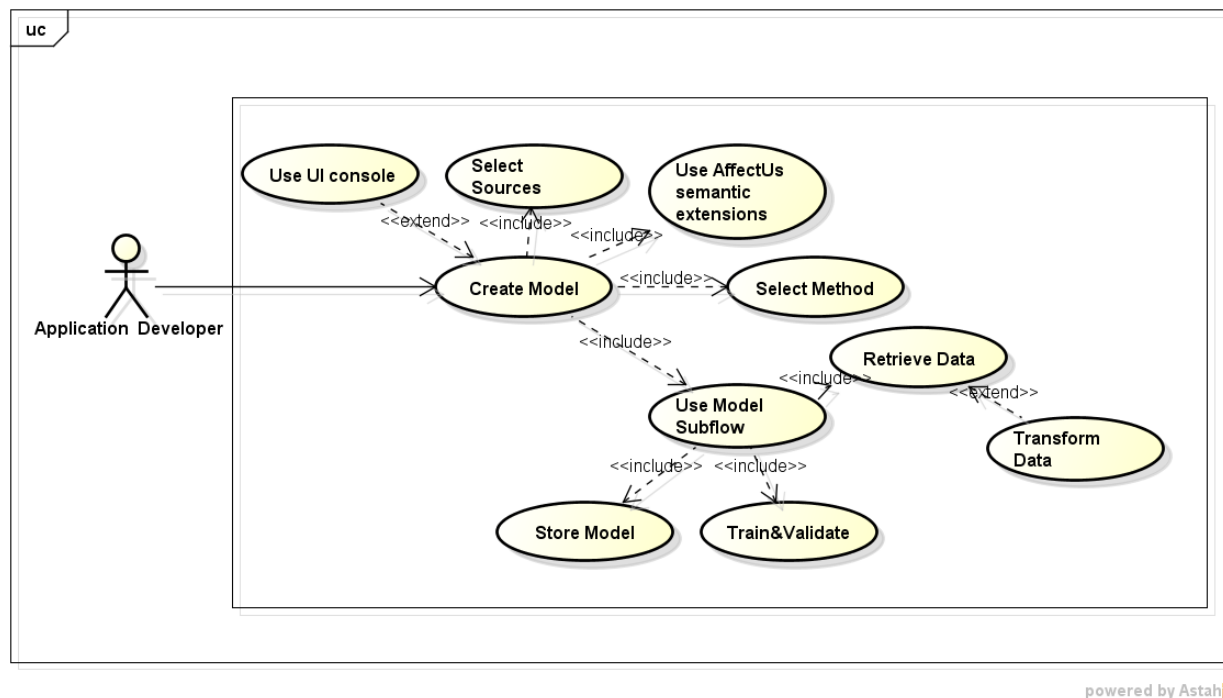 uc
Use UI console
Select
Sources
Use AffectUs
semantic
extensions
<<extend>>
<<include>>
<<include>>
Application Developer
Create Model
<<include>>
Select Method
<<include>>
Retrieve Data
<<include>>
<<extend>>
Use Model
Subflow
Transform
Data
<<include>>
<<include>>
Store Model
Train&Validate
powered by Astah